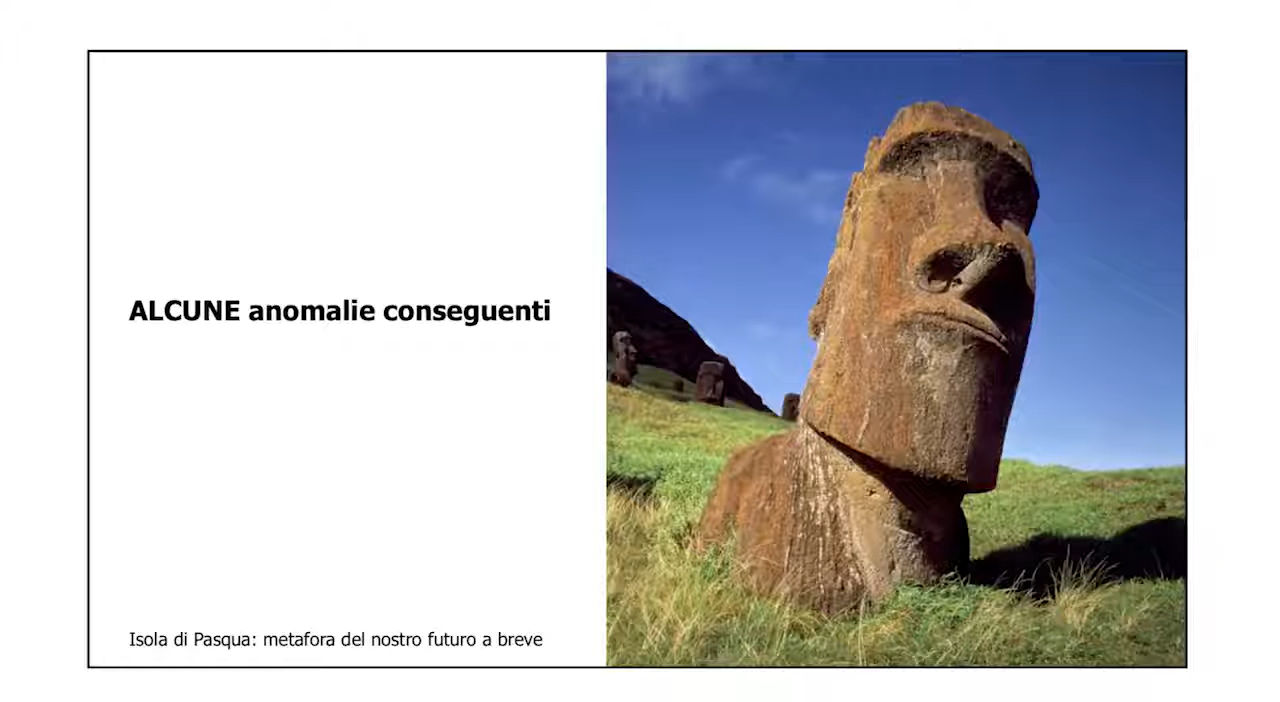 ALCUNE anomalie conseguenti
Isola di Pasqua: metafora del nostro futuro a breve